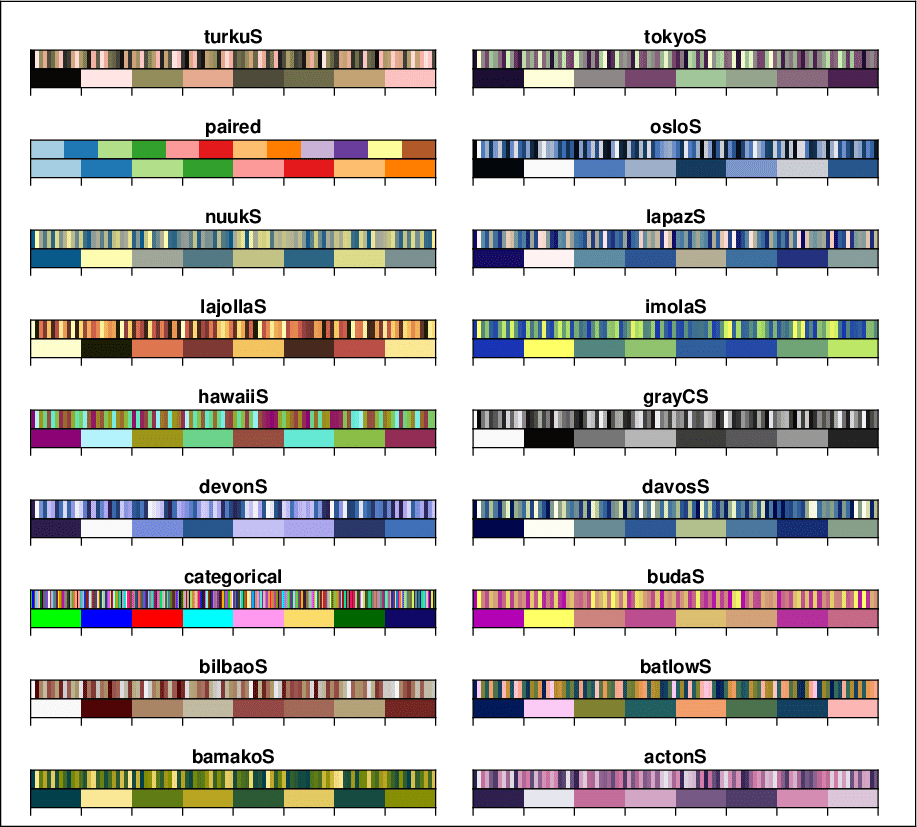 turkuS
tokyoS
paired
osloS
nuukS
lapazS
lajollaS
imolaS
hawaiiS
grayCS
devonS
davosS
categorical
budaS
bilbaoS
batlowS
bamakoS
actonS